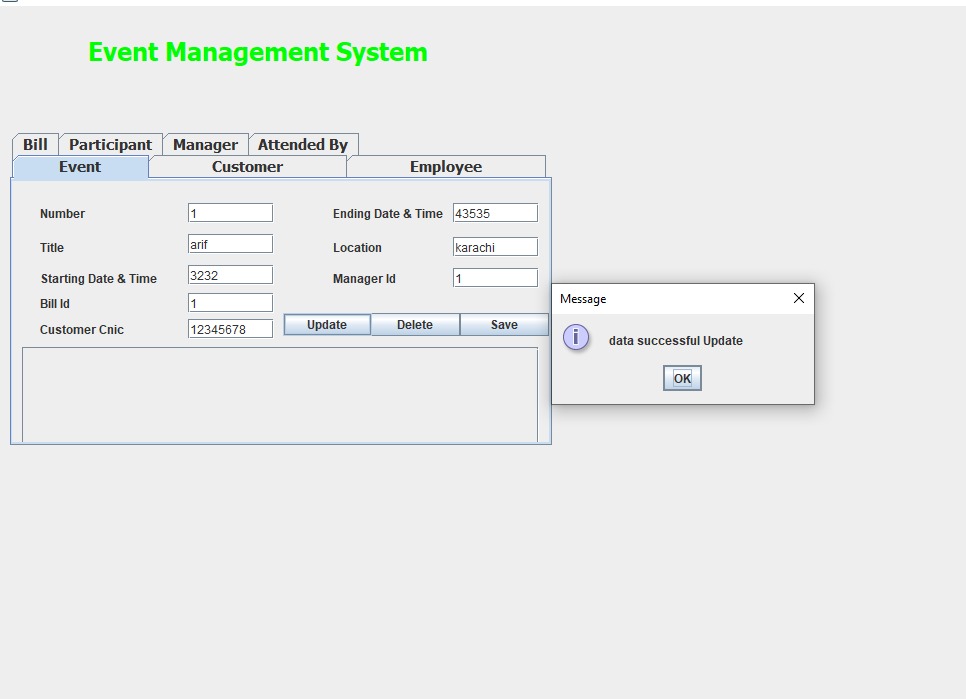 Event Management System
Bill Participant Manager Attended By
Event Customer Employee
Number 1 Ending Date & Time 43535
Title arif Location karachi
Starting Date & Time 3232 Manager Id 1
Bill Id 1
Customer Cnic 12345678 Update Delete Save
Message
i data successful Update
OK